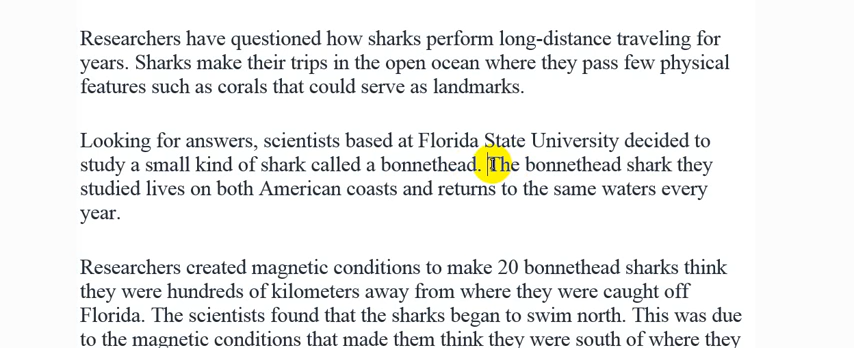 Researchers have questioned how sharks perform long-distance traveling for
years. Sharks make their trips in the open ocean where they pass few physical
features such as corals that could serve as landmarks.
Looking for answers, scientists based at Florida State University decided to
study a small kind of shark called a bonnethead. The bonnethead shark they
studied lives on both American coasts and returns to the same waters every
year.
Researchers created magnetic conditions to make 20 bonnethead sharks think
they were hundreds of kilometers away from where they were caught off
Florida. The scientists found that the sharks began to swim north. This was due
to the magnetic conditions that made them think they were south of where they